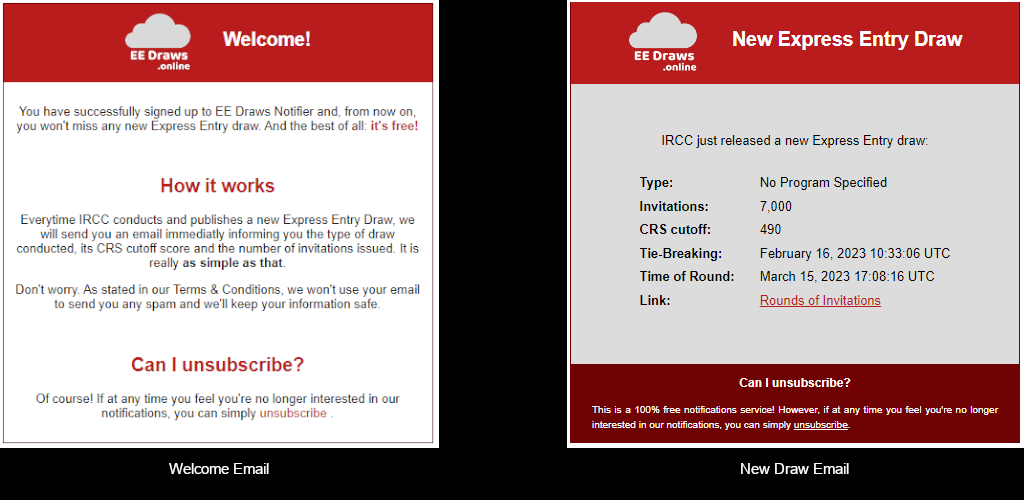 EE Draws
.online
Welcome!
You have successfully signed up to EE Draws Notifier and, from now on,
you won't miss any new Express Entry draw. And the best of all: it's free!
How it works
Everytime IRCC conducts and publishes a new Express Entry Draw, we
will send you an email immediatly informing you the type of draw
conducted, its CRS cutoff score and the number of invitations issued. It is
really as simple as that.
Don't worry. As stated in our Terms & Conditions, we won't use your email
to send you any spam and we'll keep your information safe.
Can I unsubscribe?
Of course! If at any time you feel you're no longer interested in our
notifications, you can simply unsubscribe .
Welcome Email
EE Draws
.online
New Express Entry Draw
IRCC just released a new Express Entry draw:
Type: No Program Specified
Invitations: 7,000
CRS cutoff: 490
Tie-Breaking: February 16, 2023 10:33:06 UTC
Time of Round: March 15, 2023 17:08:16 UTC
Link: Rounds of Invitations
Can I unsubscribe?
This is a 100% free notifications service! However, if at any time you feel you're no longer
interested in our notifications, you can simply unsubscribe.
New Draw Email